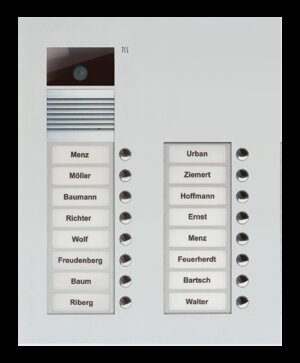 Menz
Möller
Baumann
Richter
Wolf
Freudenberg
Baum
Riberg
Urban
Ziemert
Hoffmann
Ernst
Menz
Feuerherdt
Bartsch
Walter